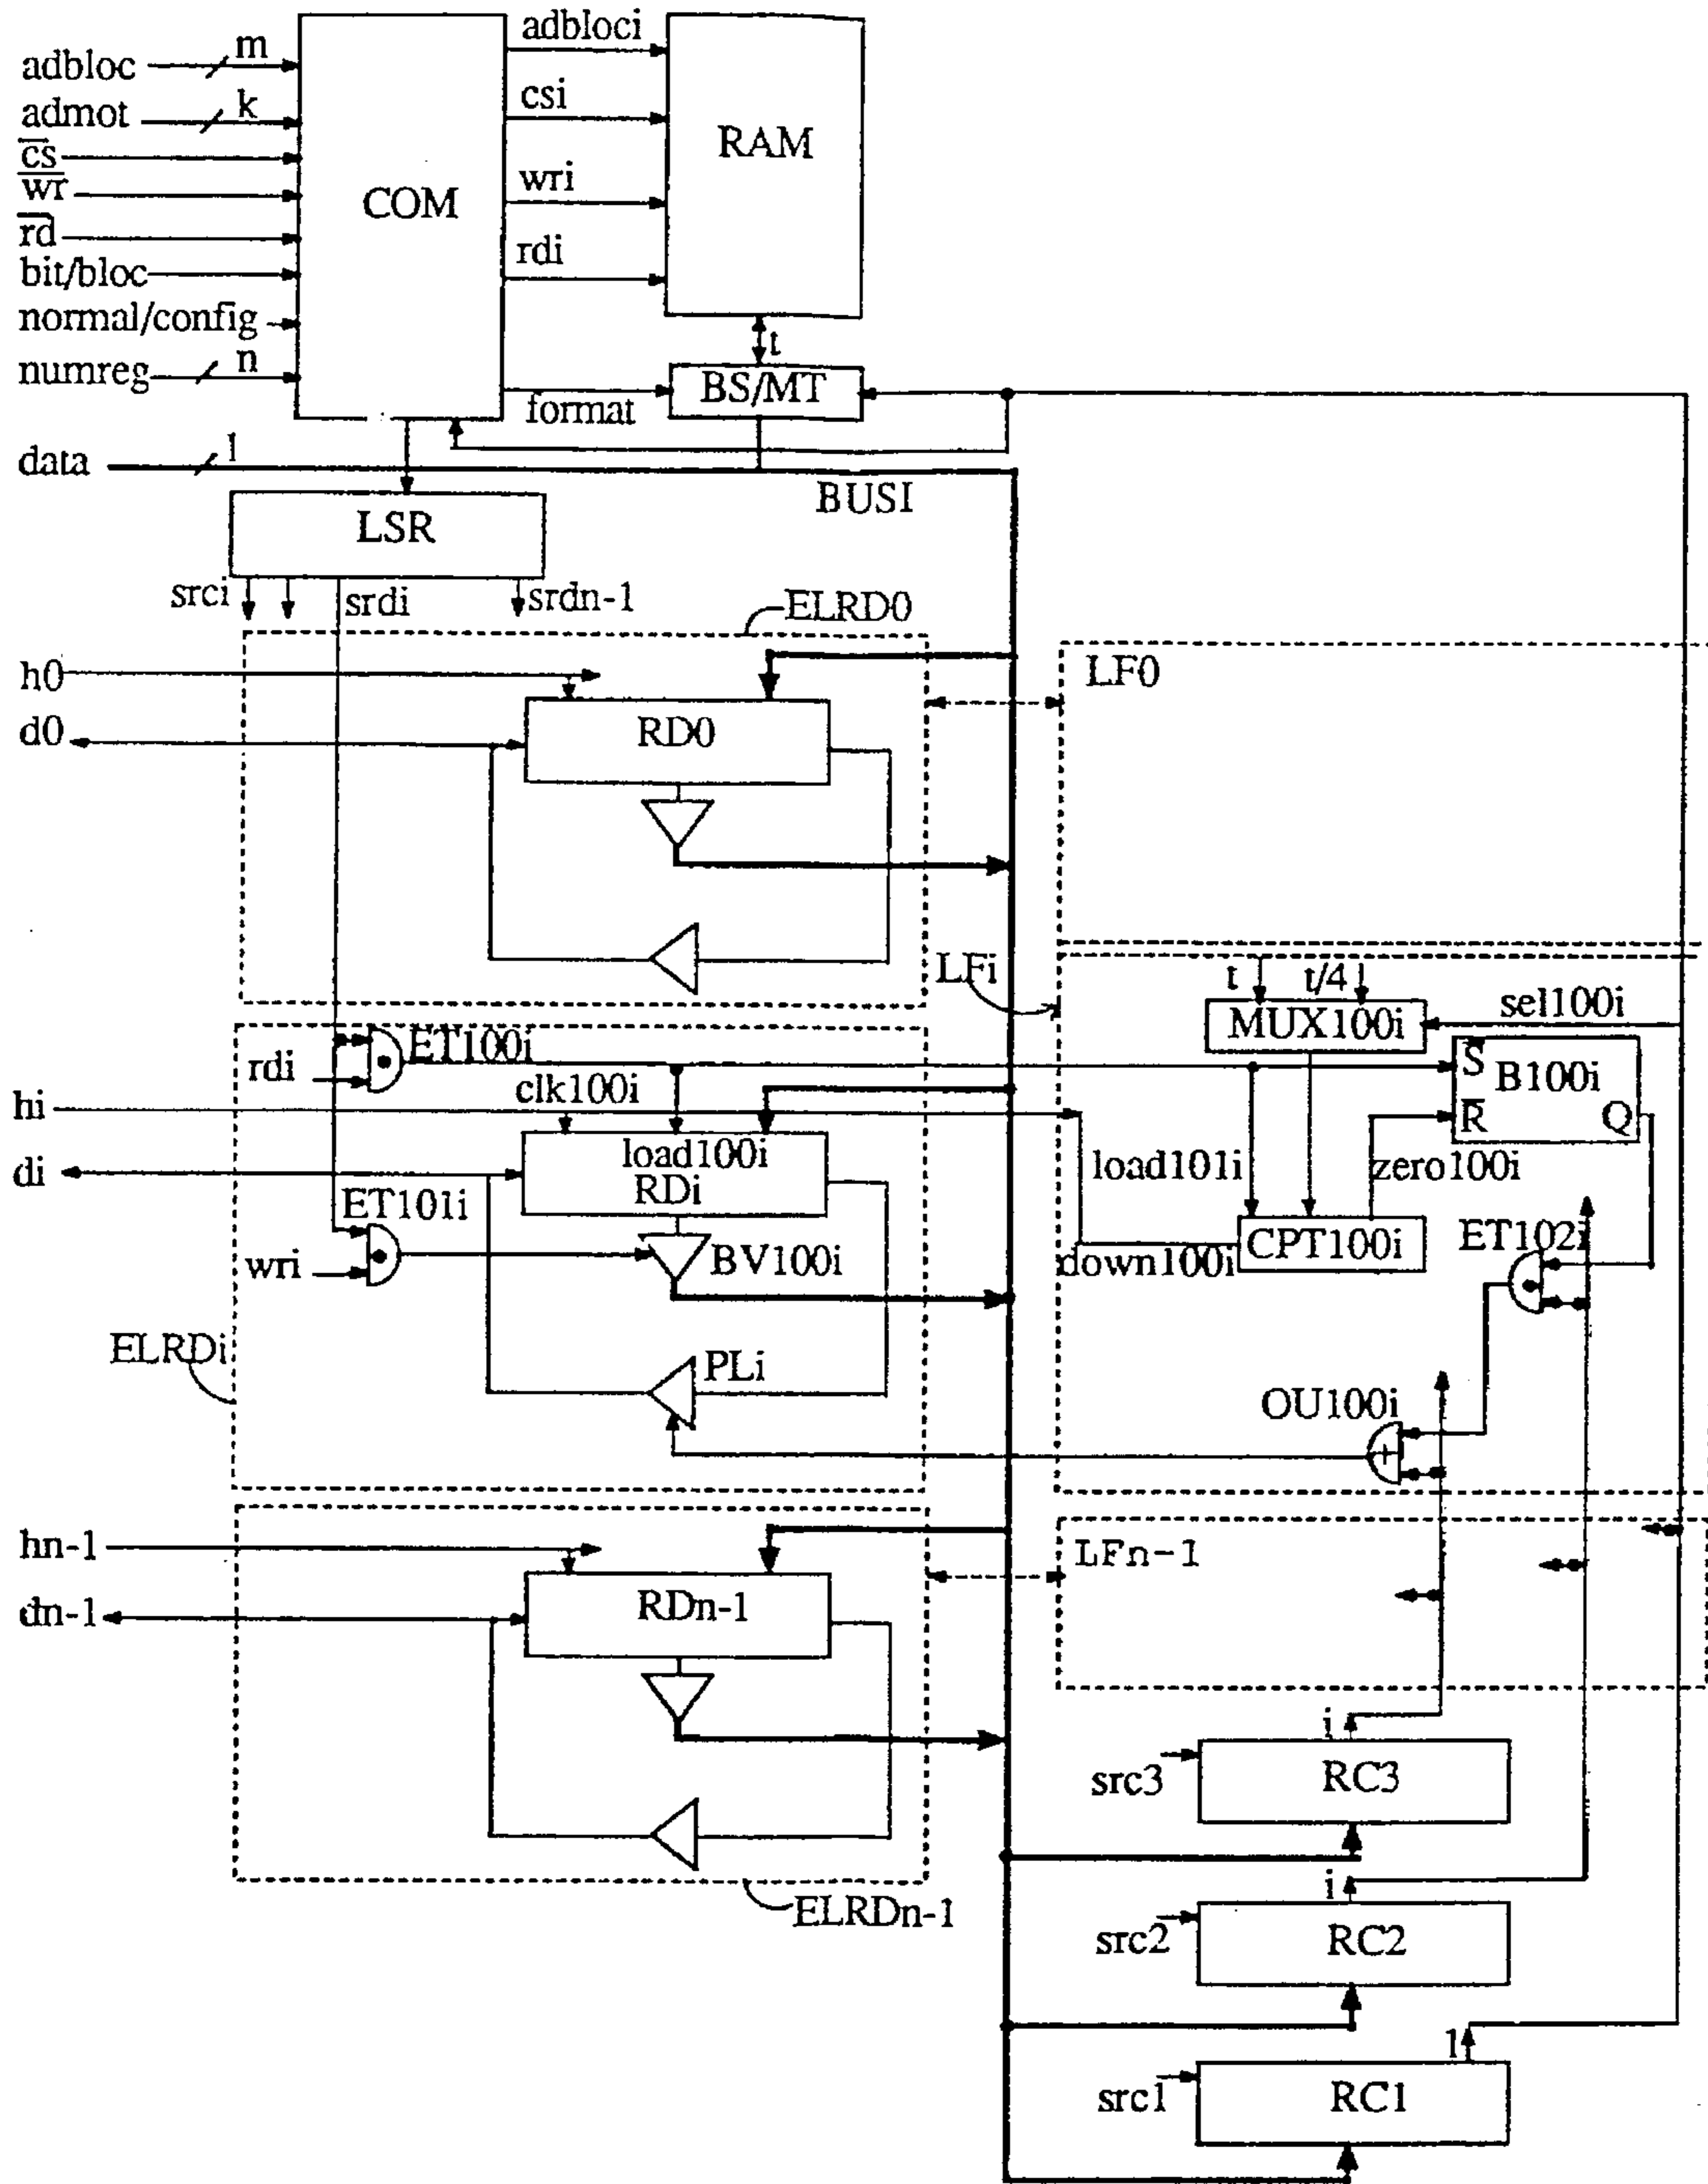 adbloc
m
admot
k
cs
wr
rd
bit/bloc
normal/config
numreg
n
COM
adbloci
csi
wri
rdi
format
RAM
t
BS/MT
data
1
BUSI
LSR
srci
srdi
srdn-1
ELRD0
h0
d0
RD0
LF0
LFi
t
t/4
MUX100i
sel100i
ET100i
rdi
clk100i
hi
S
B100i
R
Q
load100i
RDi
di
load101i
zero100i
ET101i
wri
BV100i
down100i
CPT100i
ET102i
ELRDi
PLi
OU100i
hn-1
dn-1
RDn-1
LFn-1
ELRDn-1
i
src3
RC3
i
src2
RC2
1
src1
RC1